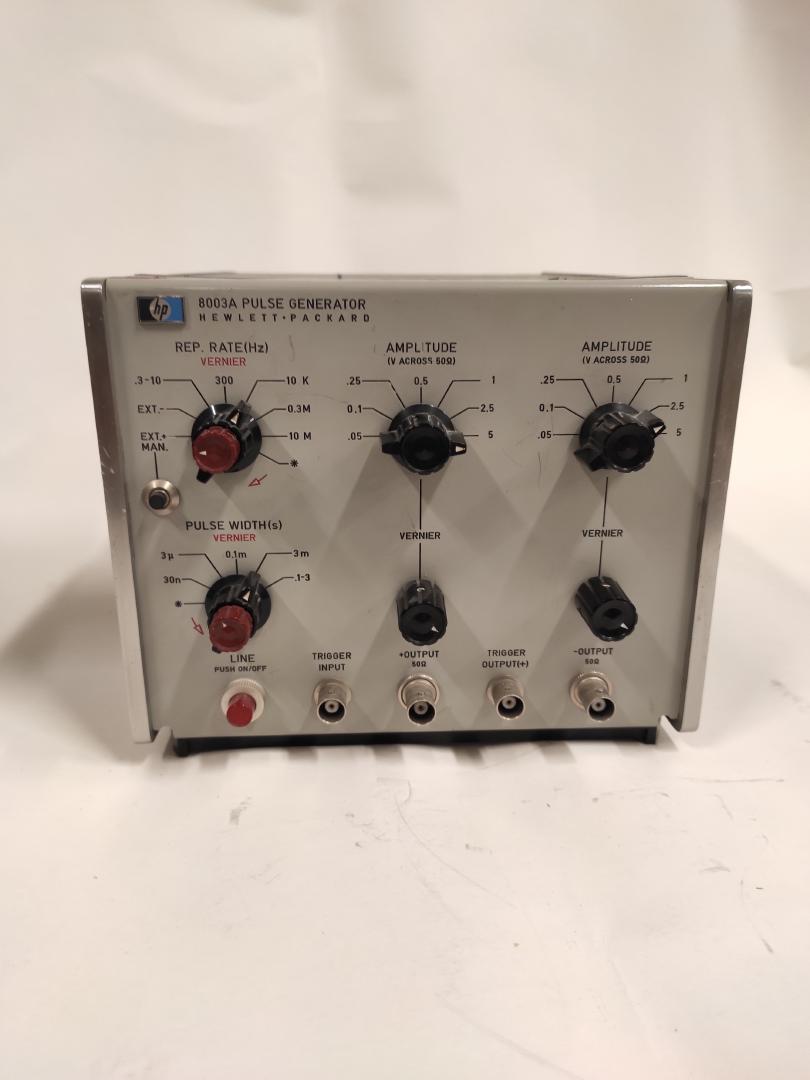 hp
8003A PULSE GENERATOR
HEWLETT·PACKARD
REP. RATE(Hz)
VERNIER
.3-10
300
10 K
EXT.-
0.3M
EXT.+
10 M
MAN.
*
AMPLITUDE
(V ACROSS 50Ω)
.25
0.5
1
0.1
2.5
.05
5
AMPLITUDE
(V ACROSS 50Ω)
.25
0.5
1
0.1
2.5
.05
5
PULSE WIDTH(s)
VERNIER
3µ
0.1m
3m
30n
.1-3
*
VERNIER
VERNIER
LINE
PUSH ON/OFF
TRIGGER
INPUT
+OUTPUT
50Ω
TRIGGER
OUTPUT(+)
-OUTPUT
50Ω